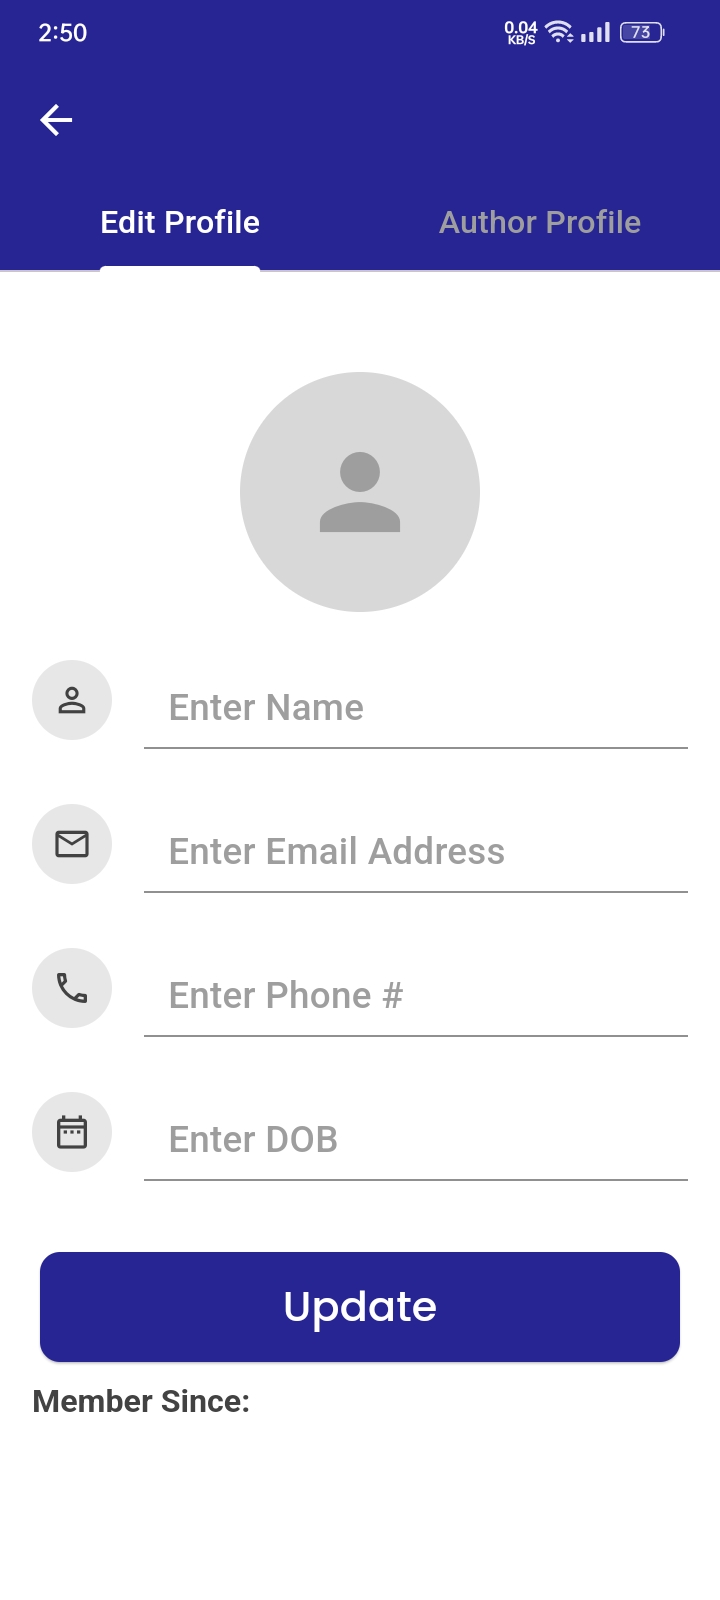 2:50
0.04
KB/S
73
Edit Profile
Author Profile
Enter Name
Enter Email Address
Enter Phone #
Enter DOB
Update
Member Since: